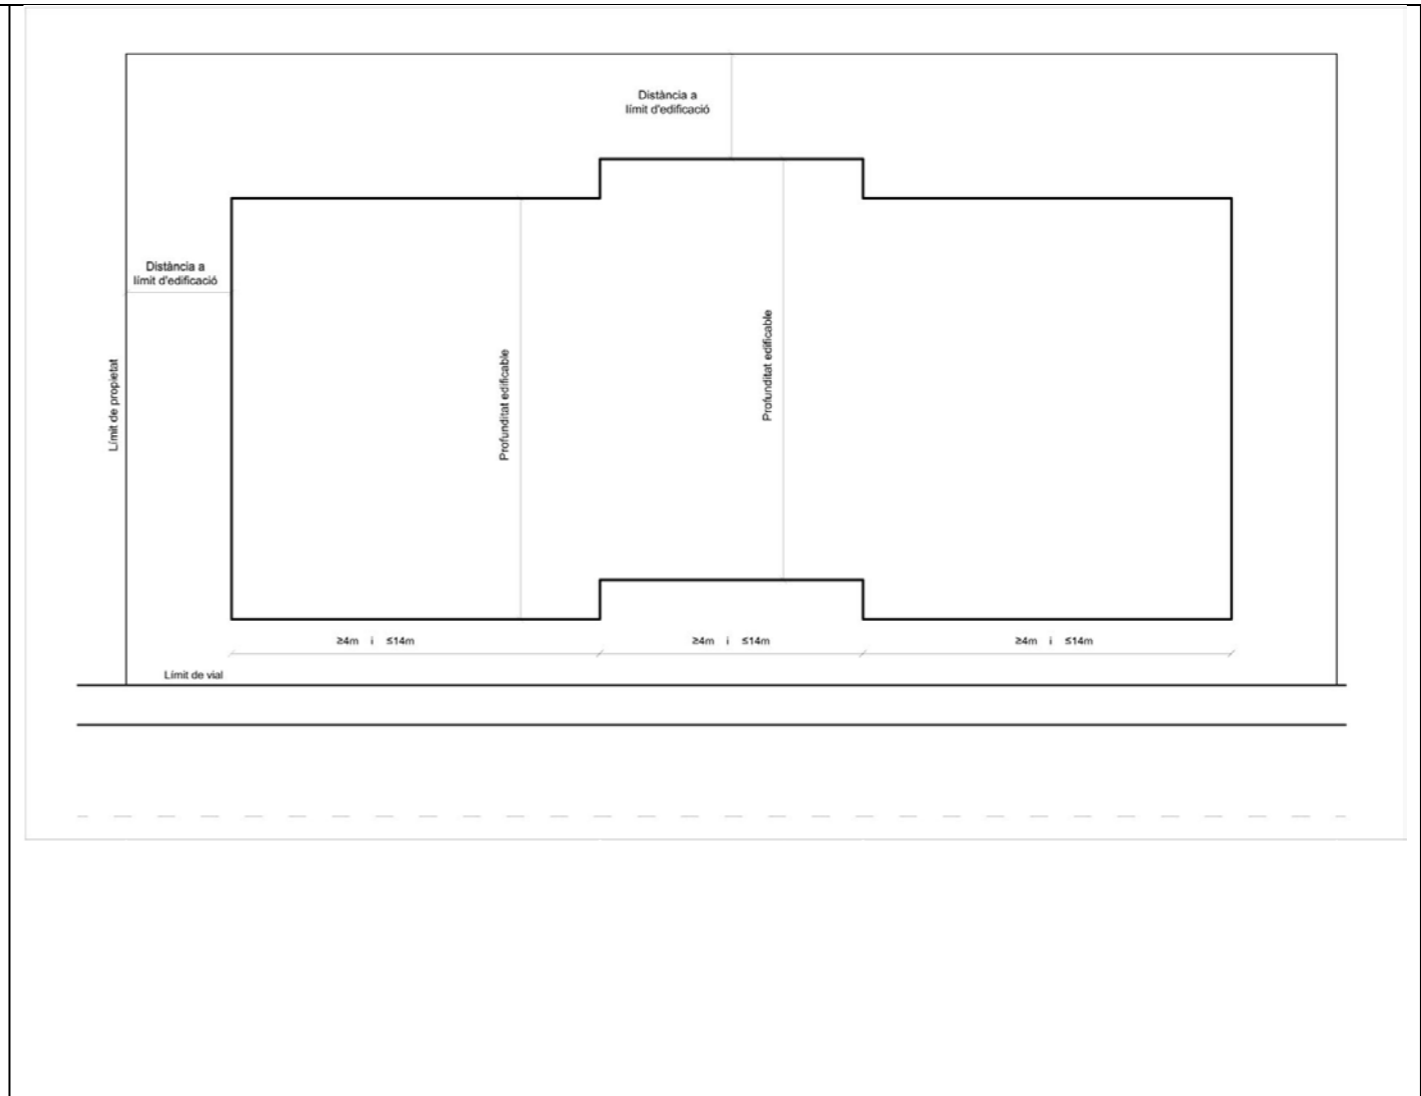 Distància a
límit d'edificació
Distància a
límit d'edificació
Límit de propietat
Profunditat edificable
Profunditat edificable
≥4m i ≤14m
≥4m i ≤14m
≥4m i ≤14m
Límit de vial